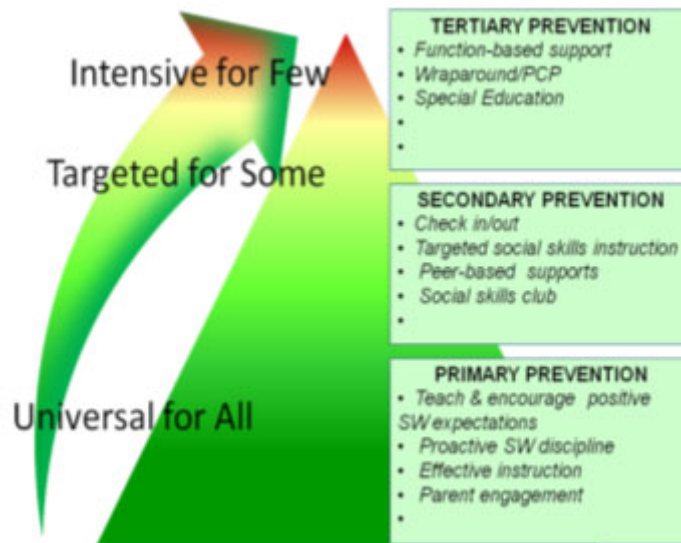 Intensive for Few
Targeted for Some
Universal for All
TERTIARY PREVENTION
• Function-based support
• Wraparound/PCP
• Special Education
•
•
SECONDARY PREVENTION
• Check in/out
• Targeted social skills instruction
• Peer-based supports
• Social skills club
•
PRIMARY PREVENTION
• Teach & encourage positive
SW expectations
• Proactive SW discipline
• Effective instruction
• Parent engagement
•